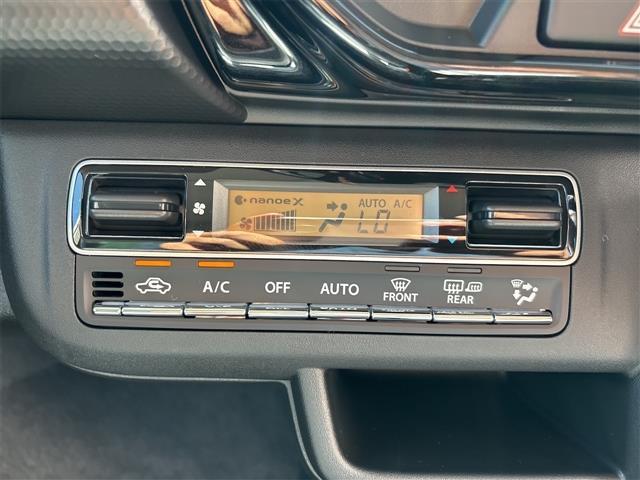 nanoeX AUTO A/C
LO
A/C OFF AUTO FRONT REAR